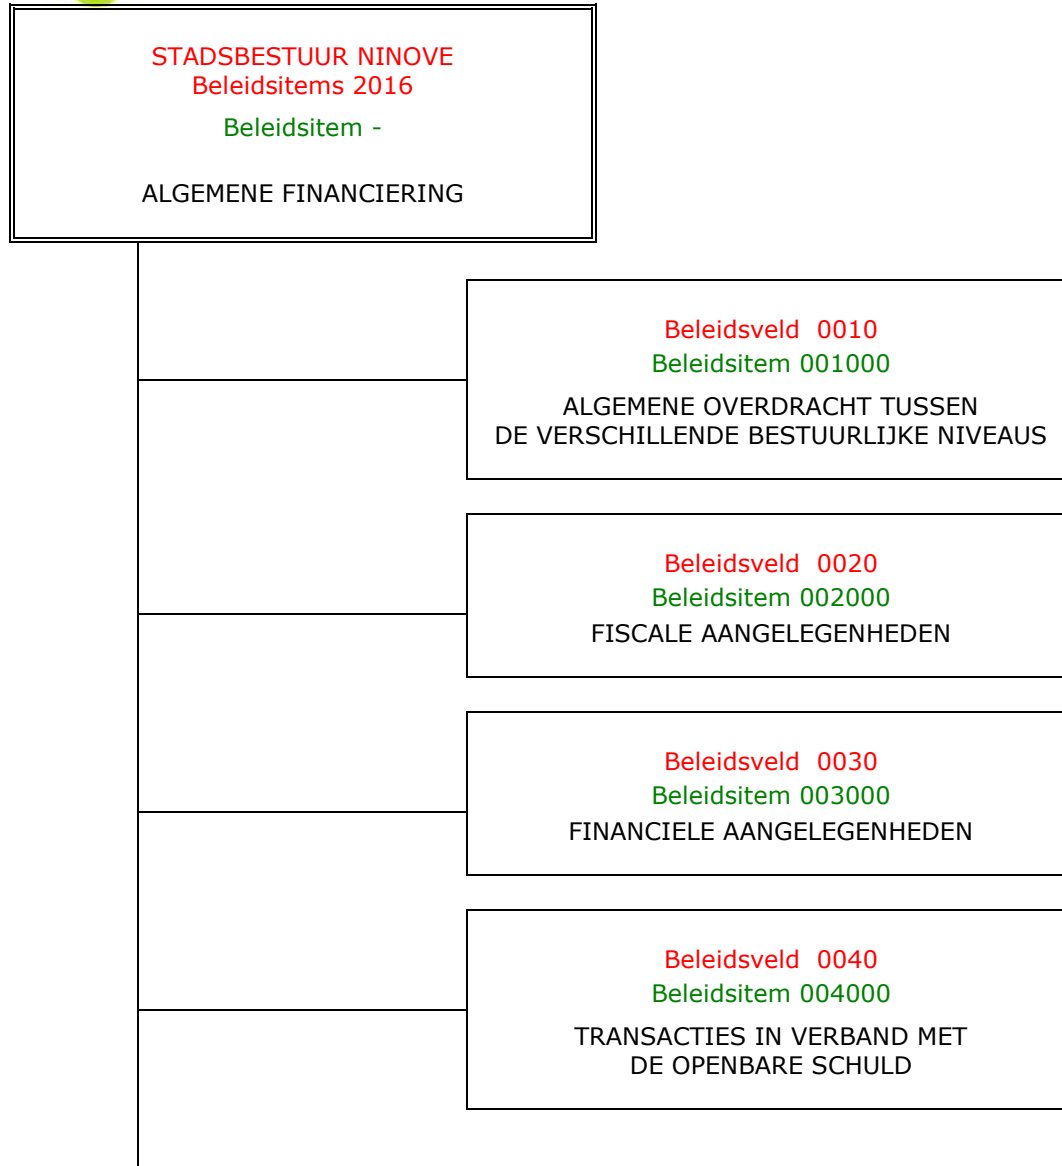 STADSBESTUUR NINOVE
Beleidsitems 2016
Beleidsitem -
ALGEMENE FINANCIERING
Beleidsveld  0010
Beleidsitem 001000
ALGEMENE OVERDRACHT TUSSEN
DE VERSCHILLENDE BESTUURLIJKE NIVEAUS
Beleidsveld  0020
Beleidsitem 002000
FISCALE AANGELEGENHEDEN
Beleidsveld  0030
Beleidsitem 003000
FINANCIELE AANGELEGENHEDEN
Beleidsveld  0040
Beleidsitem 004000
TRANSACTIES IN VERBAND MET
DE OPENBARE SCHULD